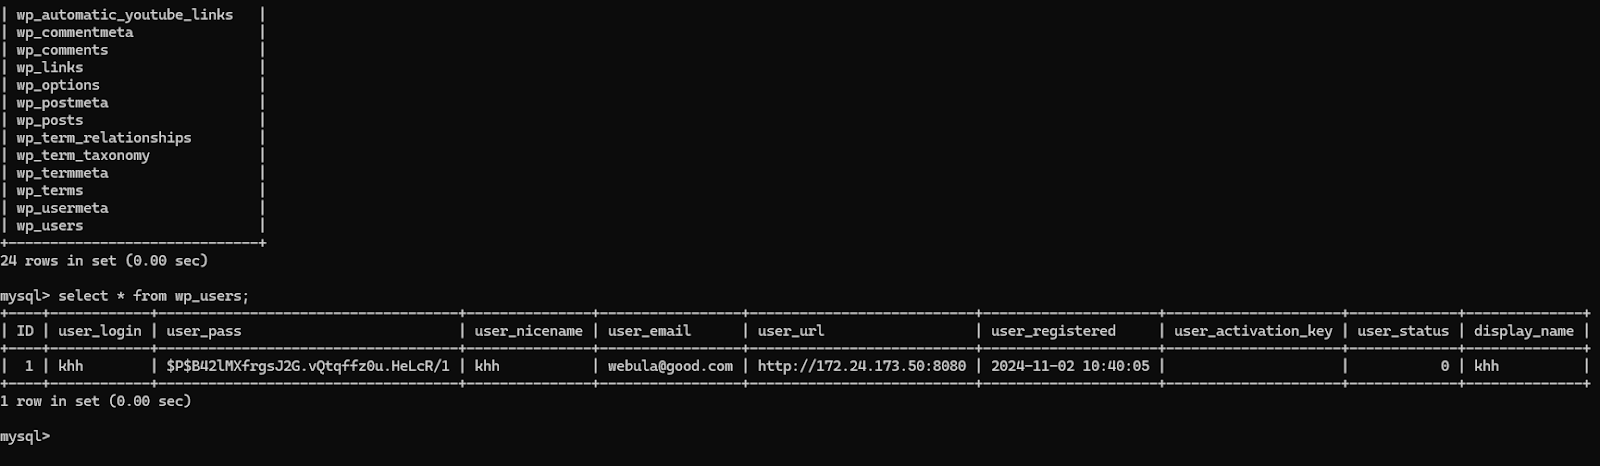 | wp_automatic_youtube_links   |
| wp_commentmeta               |
| wp_comments                  |
| wp_links                     |
| wp_options                   |
| wp_postmeta                  |
| wp_posts                     |
| wp_term_relationships        |
| wp_term_taxonomy             |
| wp_termmeta                  |
| wp_terms                     |
| wp_usermeta                  |
| wp_users                     |
+------------------------------+
24 rows in set (0.00 sec)

mysql> select * from wp_users;
+----+------------+------------------------------------+---------------+-----------------+---------------------------+---------------------+---------------------+-------------+--------------+
| ID | user_login | user_pass                          | user_nicename | user_email      | user_url                  | user_registered     | user_activation_key | user_status | display_name |
+----+------------+------------------------------------+---------------+-----------------+---------------------------+---------------------+---------------------+-------------+--------------+
|  1 | khh        | $P$B42lMXfrgsJ2G.vQtqffz0u.HeLcR/1 | khh           | webula@good.com | http://172.24.173.50:8080 | 2024-11-02 10:40:05 |                     |           0 | khh          |
+----+------------+------------------------------------+---------------+-----------------+---------------------------+---------------------+---------------------+-------------+--------------+
1 row in set (0.00 sec)

mysql>